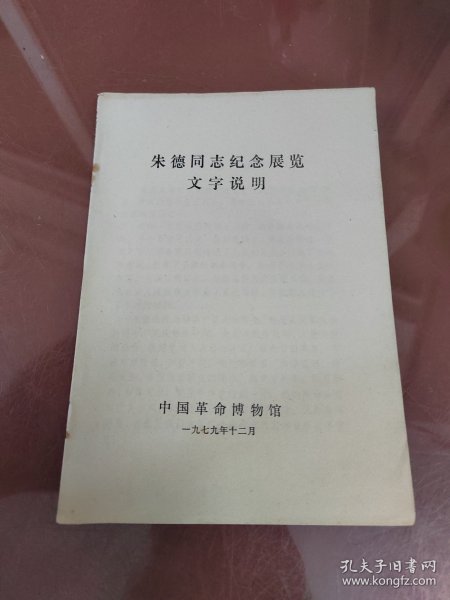 朱德同志纪念展览
文字说明
中国革命博物馆
一九七九年十二月
孔夫子旧书网
www.kongfz.com